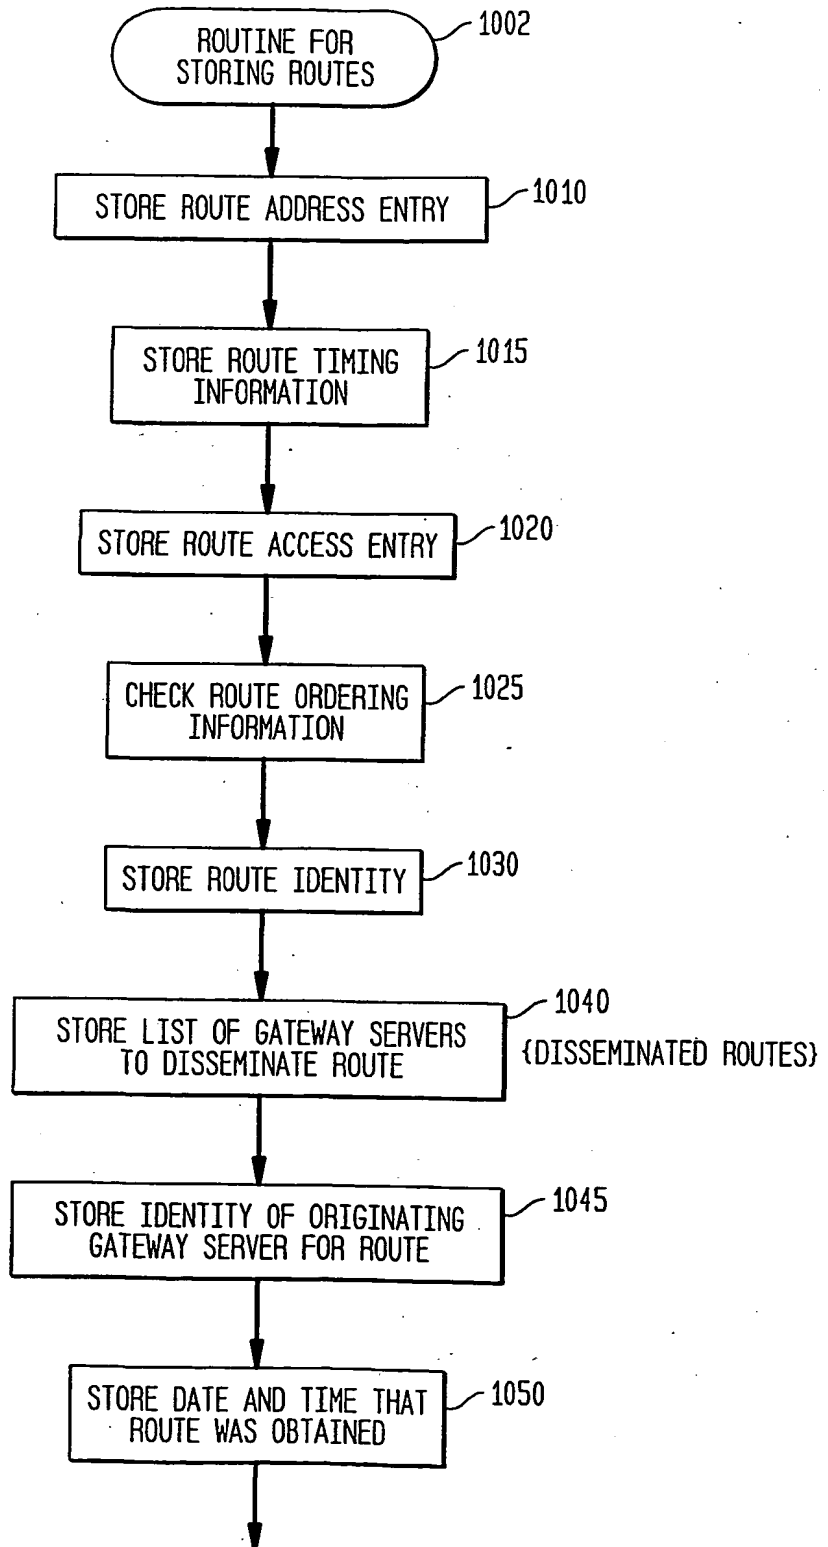 ROUTINE FOR
STORING ROUTES
1002
STORE ROUTE ADDRESS ENTRY
1010
STORE ROUTE TIMING
INFORMATION
1015
STORE ROUTE ACCESS ENTRY
1020
CHECK ROUTE ORDERING
INFORMATION
1025
STORE ROUTE IDENTITY
1030
STORE LIST OF GATEWAY SERVERS
TO DISSEMINATE ROUTE
1040
{DISSEMINATED ROUTES}
STORE IDENTITY OF ORIGINATING
GATEWAY SERVER FOR ROUTE
1045
STORE DATE AND TIME THAT
ROUTE WAS OBTAINED
1050